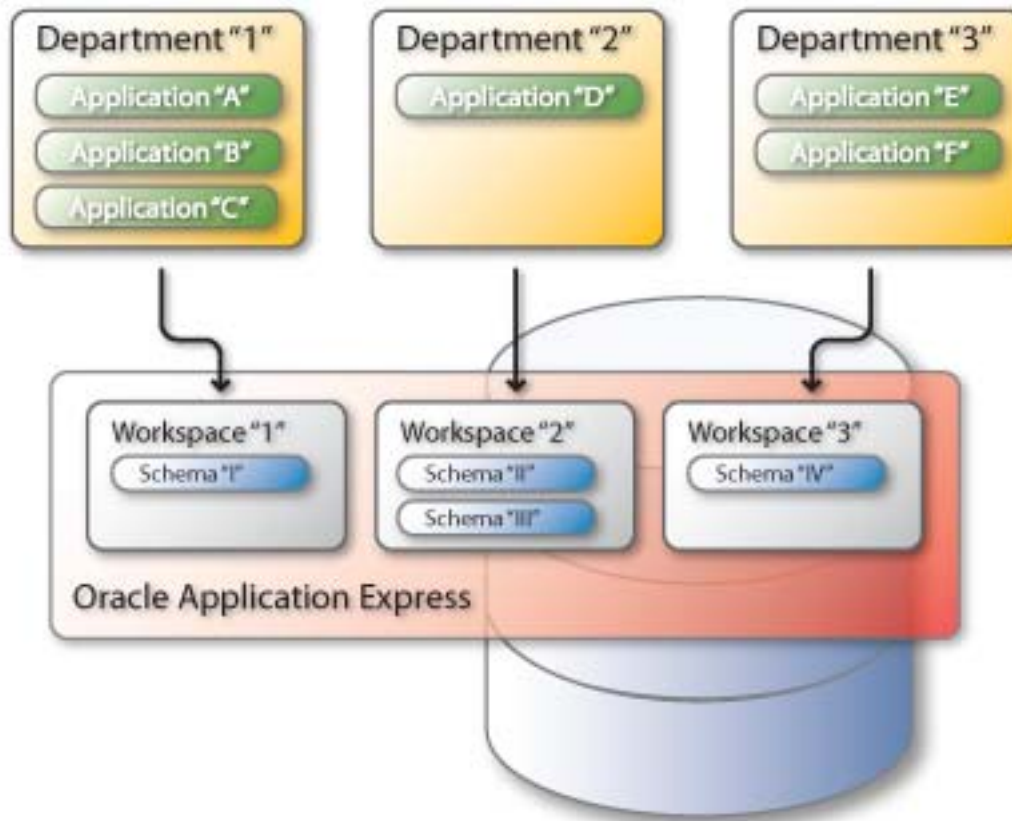 Department "1"
Application "A"
Application "B"
Application "C"
Department "2"
Application "D"
Department "3"
Application "E"
Application "F"
Workspace "1"
Schema "I"
Workspace "2"
Schema "II"
Schema "III"
Workspace "3"
Schema "IV"
Oracle Application Express